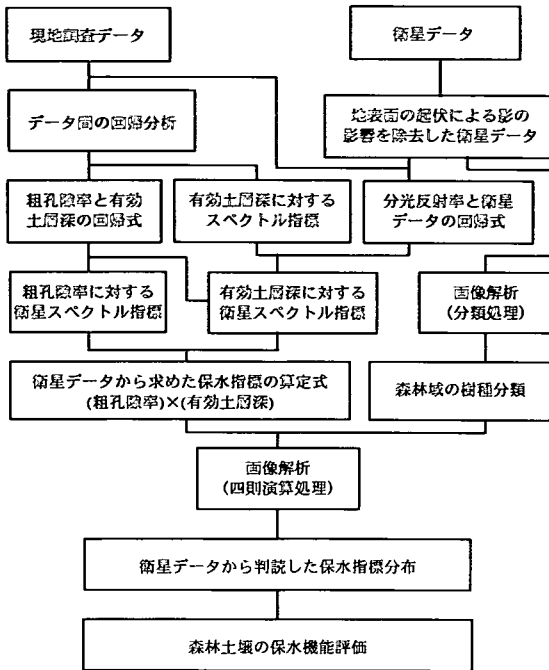 現地調査データ
衛星データ
データ間の回帰分析
地表面の起伏による影の
影響を除去した衛星データ
粗孔隙率と有効
土層深の回帰式
有効土層深に対する
スペクトル指標
分光反射率と衛星
データの回帰式
粗孔隙率に対する
衛星スペクトル指標
有効土層深に対する
衛星スペクトル指標
画像解析
(分類処理)
衛星データから求めた保水指標の算定式
(粗孔隙率)×(有効土層深)
森林域の樹種分類
画像解析
(四則演算処理)
衛星データから判読した保水指標分布
森林土壌の保水機能評価